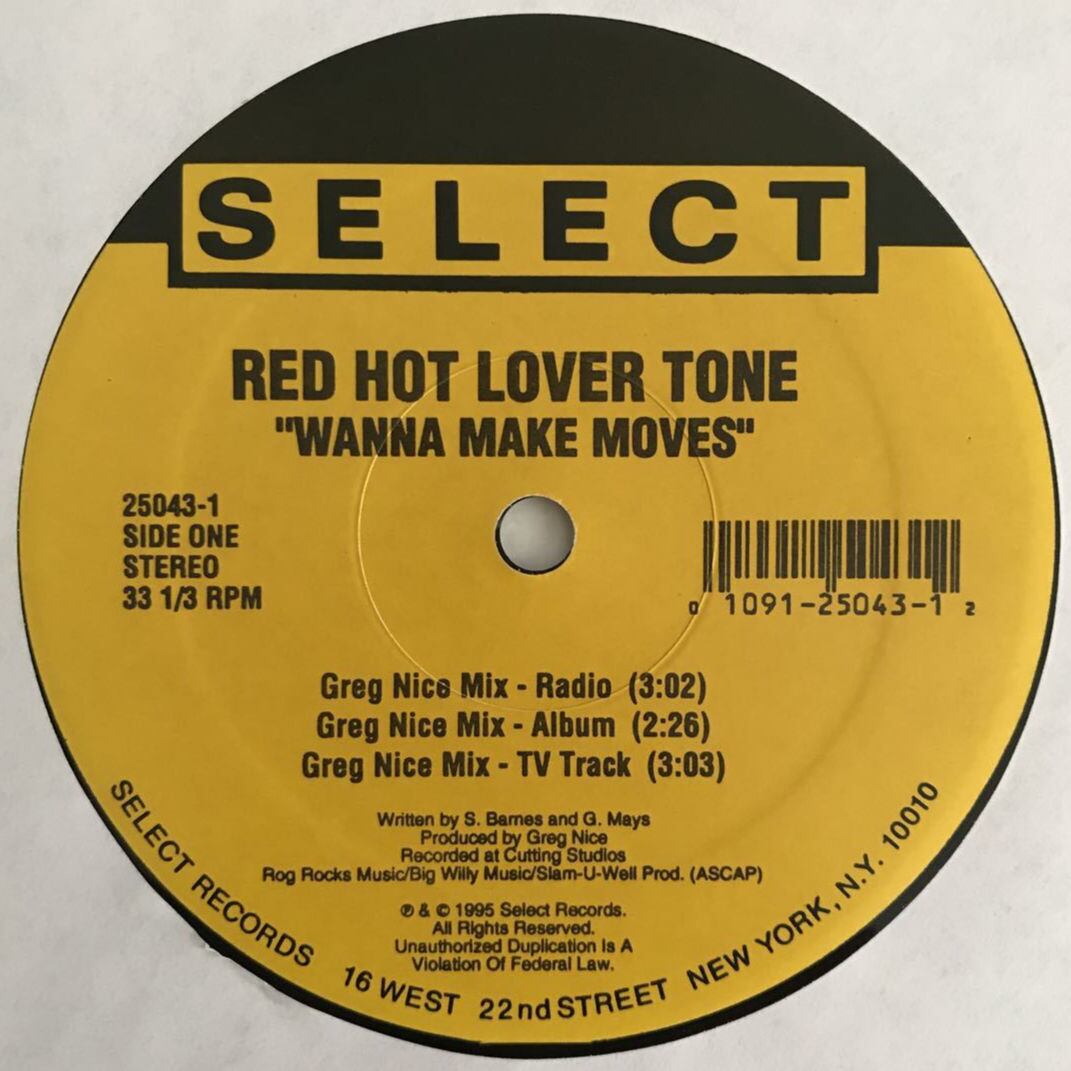 SELECT
RED HOT LOVER TONE
"WANNA MAKE MOVES"
25043-1
SIDE ONE
STEREO
33 1/3 RPM
0 1091-25043-1 2
Greg Nice Mix - Radio (3:02)
Greg Nice Mix - Album (2:26)
Greg Nice Mix - TV Track (3:03)
Written by S. Barnes and G. Mays
Produced by Greg Nice
Recorded at Cutting Studios
Rog Rocks Music/Big Willy Music/Slam-U-Well Prod. (ASCAP)
℗ & © 1995 Select Records.
All Rights Reserved.
Unauthorized Duplication Is A
Violation Of Federal Law.
SELECT RECORDS 16 WEST 22nd STREET NEW YORK, N.Y. 10010